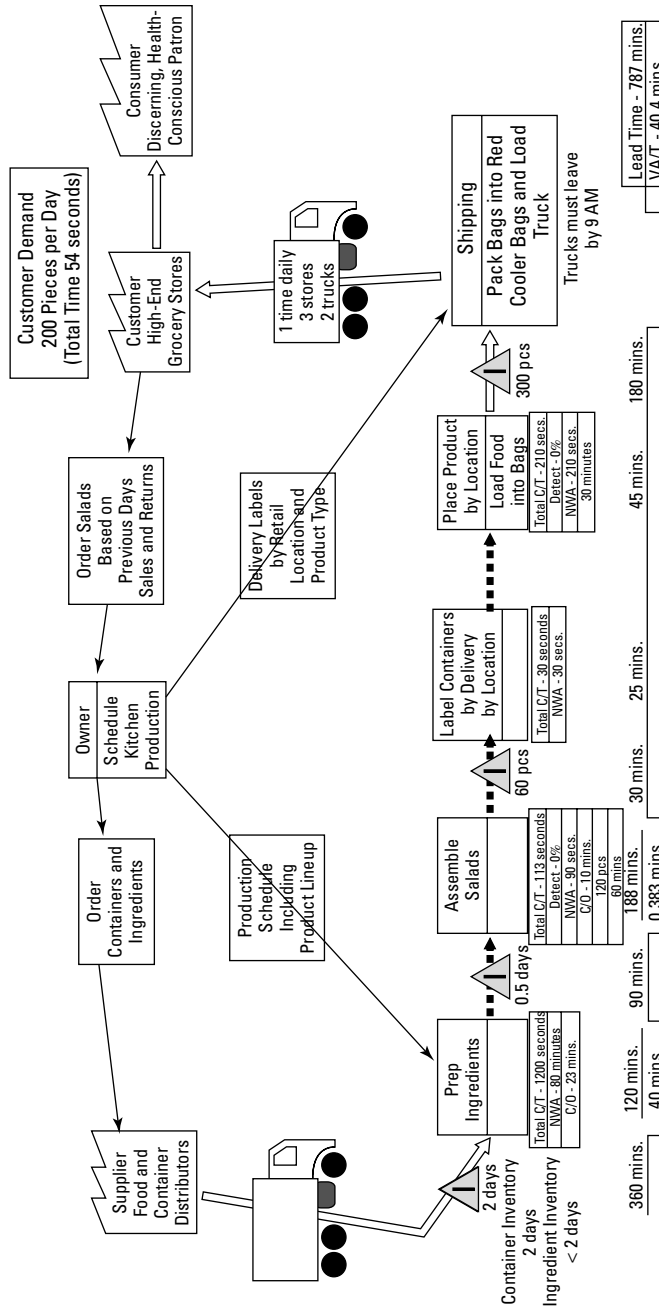 Supplier
Food and
Container
Distributors
Order
Containers and
Ingredients
Owner
Schedule
Kitchen
Production
Order Salads
Based on
Previous Days
Sales and Returns
Customer Demand
200 Pieces per Day
(Total Time 54 seconds)
Customer
High-End
Grocery Stores
Consumer
Discerning, Health-
Conscious Patron
Production
Schedule
Including
Product Lineup
Delivery Labels
by Retail
Location and
Product Type
1 time daily
3 stores
2 trucks
I
2 days
Container Inventory
2 days
Ingredient Inventory
< 2 days
Prep
Ingredients
Total C/T - 1200 seconds
NWA - 80 minutes
C/O - 23 mins.
I
0.5 days
Assemble
Salads
Total C/T - 113 seconds
Detect - 0%
NWA - 90 secs.
C/O - 10 mins.
120 pcs
60 mins
I
60 pcs
Label Containers
by Delivery
by Location
Total C/T - 30 seconds
NWA - 30 secs.
Place Product
by Location
Load Food
into Bags
Total C/T - 210 secs.
Detect - 0%
NWA - 210 secs.
30 minutes
I
300 pcs
Shipping
Pack Bags into Red
Cooler Bags and Load
Truck
Trucks must leave
by 9 AM
360 mins.
120 mins.
40 mins.
90 mins.
188 mins.
0.383 mins.
30 mins.
25 mins.
45 mins.
180 mins.
Lead Time - 787 mins.
VA/T - 40.4 mins.